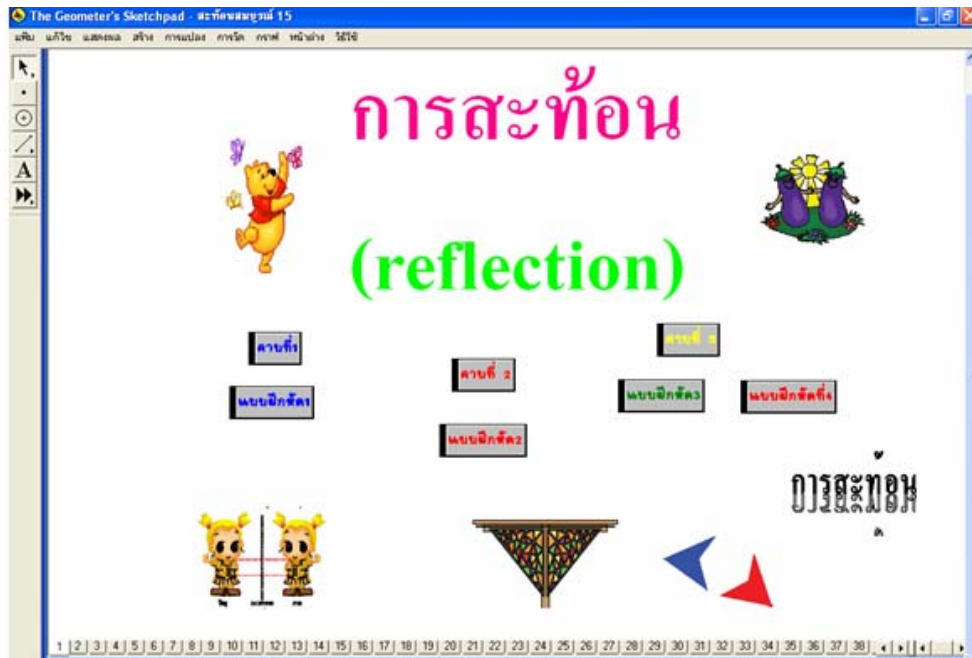 The Geometer's Sketchpad - สะท้อนสมบูรณ์ 15
แฟ้ม แก้ไข แสดงผล สร้าง การแปลง การวัด กราฟ หน้าต่าง วิธีใช้
A
การสะท้อน
(reflection)
คาบที่1
คาบที่ 2
คาบที่ 3
แบบฝึกหัด1
แบบฝึกหัด2
แบบฝึกหัด3
แบบฝึกหัดที่4
การสะท้อน
1 2 3 4 5 6 7 8 9 10 11 12 13 14 15 16 17 18 19 20 21 22 23 24 25 26 27 28 29 30 31 32 33 34 35 36 37 38